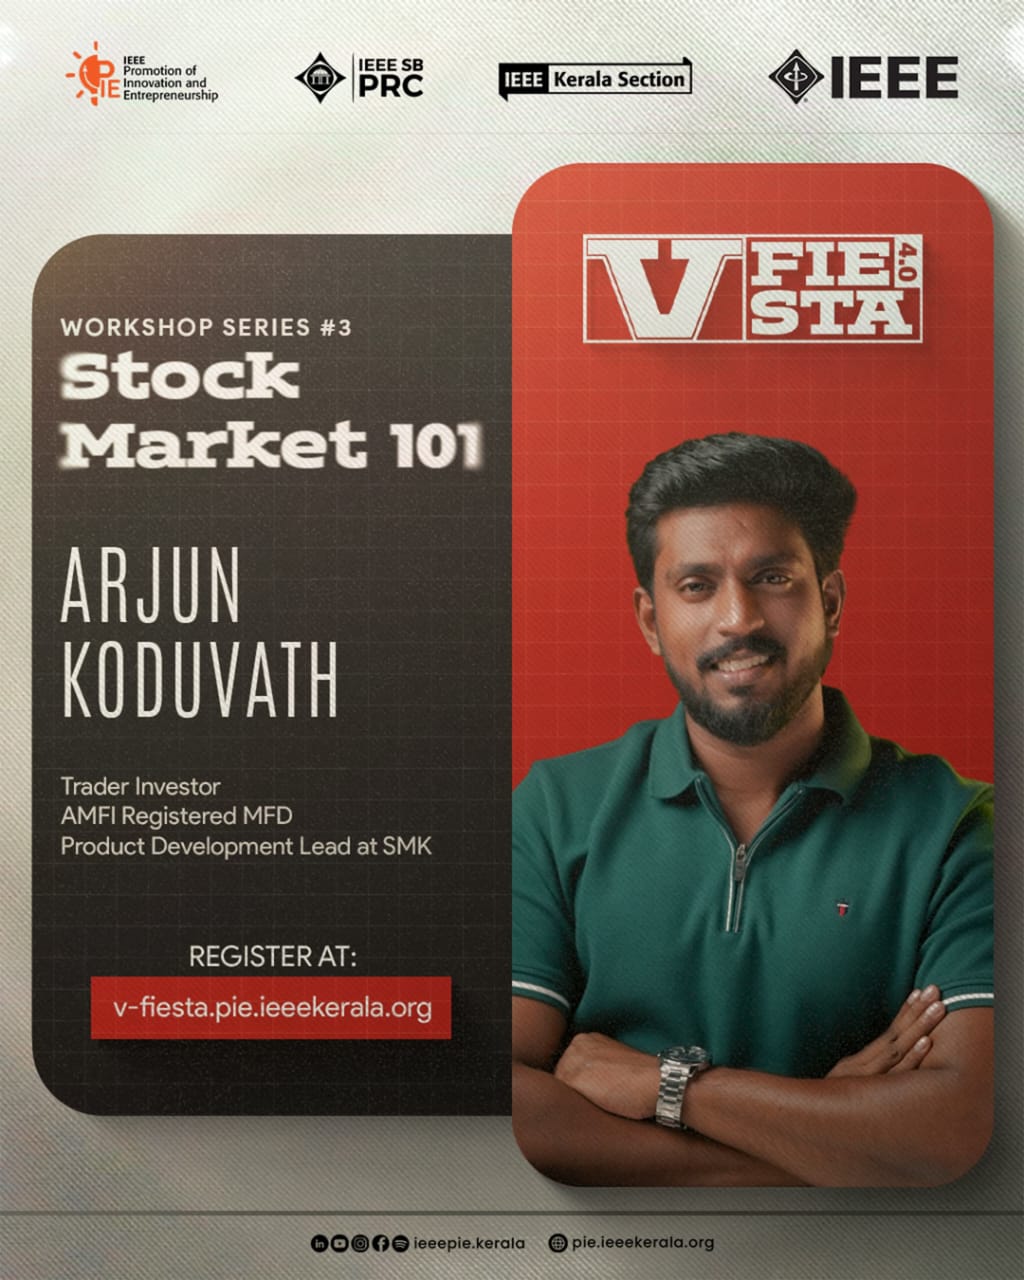 IEEE
Promotion of
Innovation and
Entrepreneurship
PIE
IEEE SB
PRC
IEEE Kerala Section
IEEE
V FIESTA 4.0
WORKSHOP SERIES #3
Stock
Market 101
ARJUN
KODUVATH
Trader Investor
AMFI Registered MFD
Product Development Lead at SMK
REGISTER AT:
v-fiesta.pie.ieeekerala.org
ieeepie.kerala
pie.ieeekerala.org